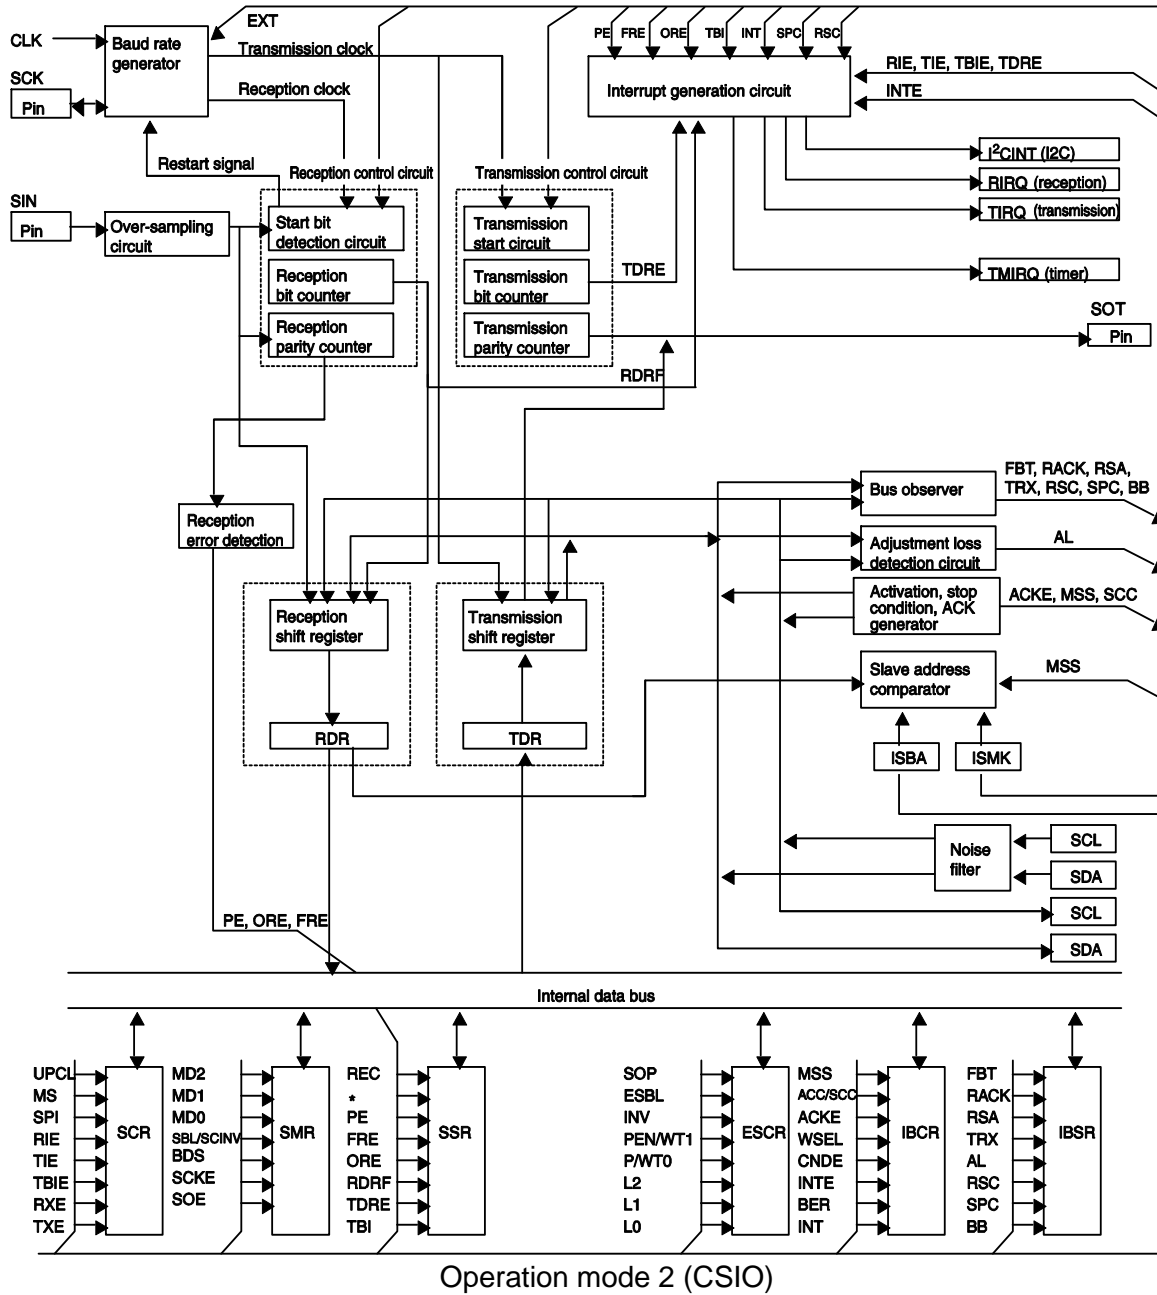 EXT
CLK
Baud rate
generator
Transmission clock
SCK
Pin
Reception clock
Restart signal
PE
FRE
ORE
TBI
INT
SPC
RSC
Interrupt generation circuit
RIE, TIE, TBIE, TDRE
INTE
I²CINT (I2C)
RIRQ (reception)
TIRQ (transmission)
TMIRQ (timer)
Reception control circuit
Transmission control circuit
SIN
Pin
Over-sampling
circuit
Start bit
detection circuit
Reception
bit counter
Reception
parity counter
Transmission
start circuit
Transmission
bit counter
Transmission
parity counter
TDRE
RDRF
SOT
Pin
Reception
error detection
Bus observer
FBT, RACK, RSA,
TRX, RSC, SPC, BB
Adjustment loss
detection circuit
AL
Activation, stop
condition, ACK
generator
ACKE, MSS, SCC
Reception
shift register
Transmission
shift register
Slave address
comparator
MSS
RDR
TDR
ISBA
ISMK
Noise
filter
SCL
SDA
SCL
SDA
PE, ORE, FRE
Internal data bus
UPCL
MS
SPI
RIE
TIE
TBIE
RXE
TXE
SCR
MD2
MD1
MD0
SBL/SCINV
BDS
SCKE
SOE
SMR
REC
*
PE
FRE
ORE
RDRF
TDRE
TBI
SSR
SOP
ESBL
INV
PEN/WT1
P/WT0
L2
L1
L0
ESCR
MSS
ACC/SCC
ACKE
WSEL
CNDE
INTE
BER
INT
IBCR
FBT
RACK
RSA
TRX
AL
RSC
SPC
BB
IBSR
Operation mode 2 (CSIO)